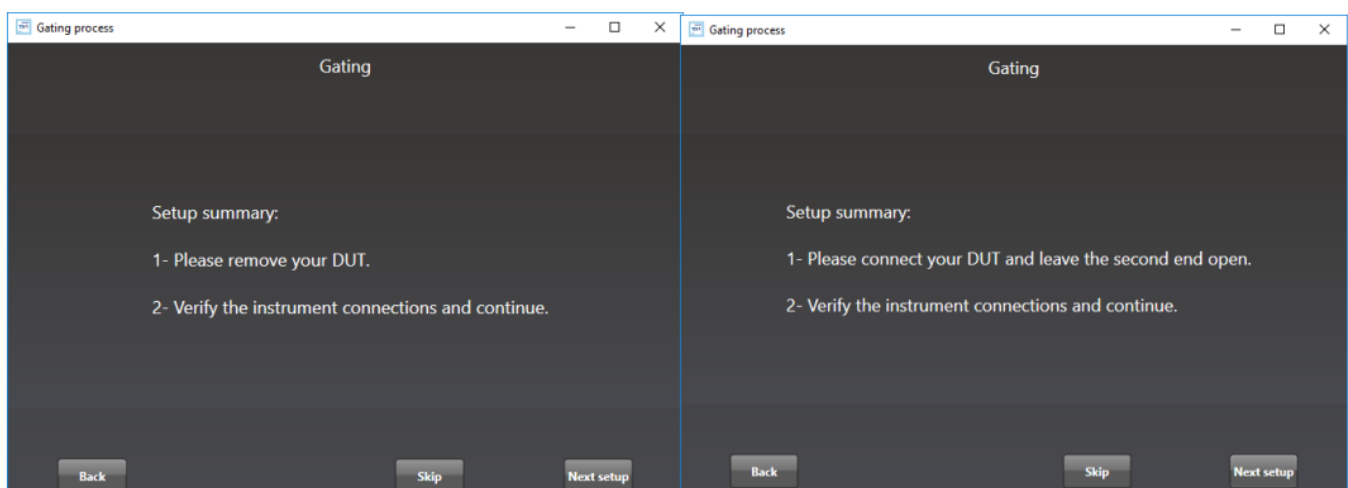 Gating process
Gating
Setup summary:
1- Please remove your DUT.
2- Verify the instrument connections and continue.
Back
Skip
Next setup
Gating process
Gating
Setup summary:
1- Please connect your DUT and leave the second end open.
2- Verify the instrument connections and continue.
Back
Skip
Next setup